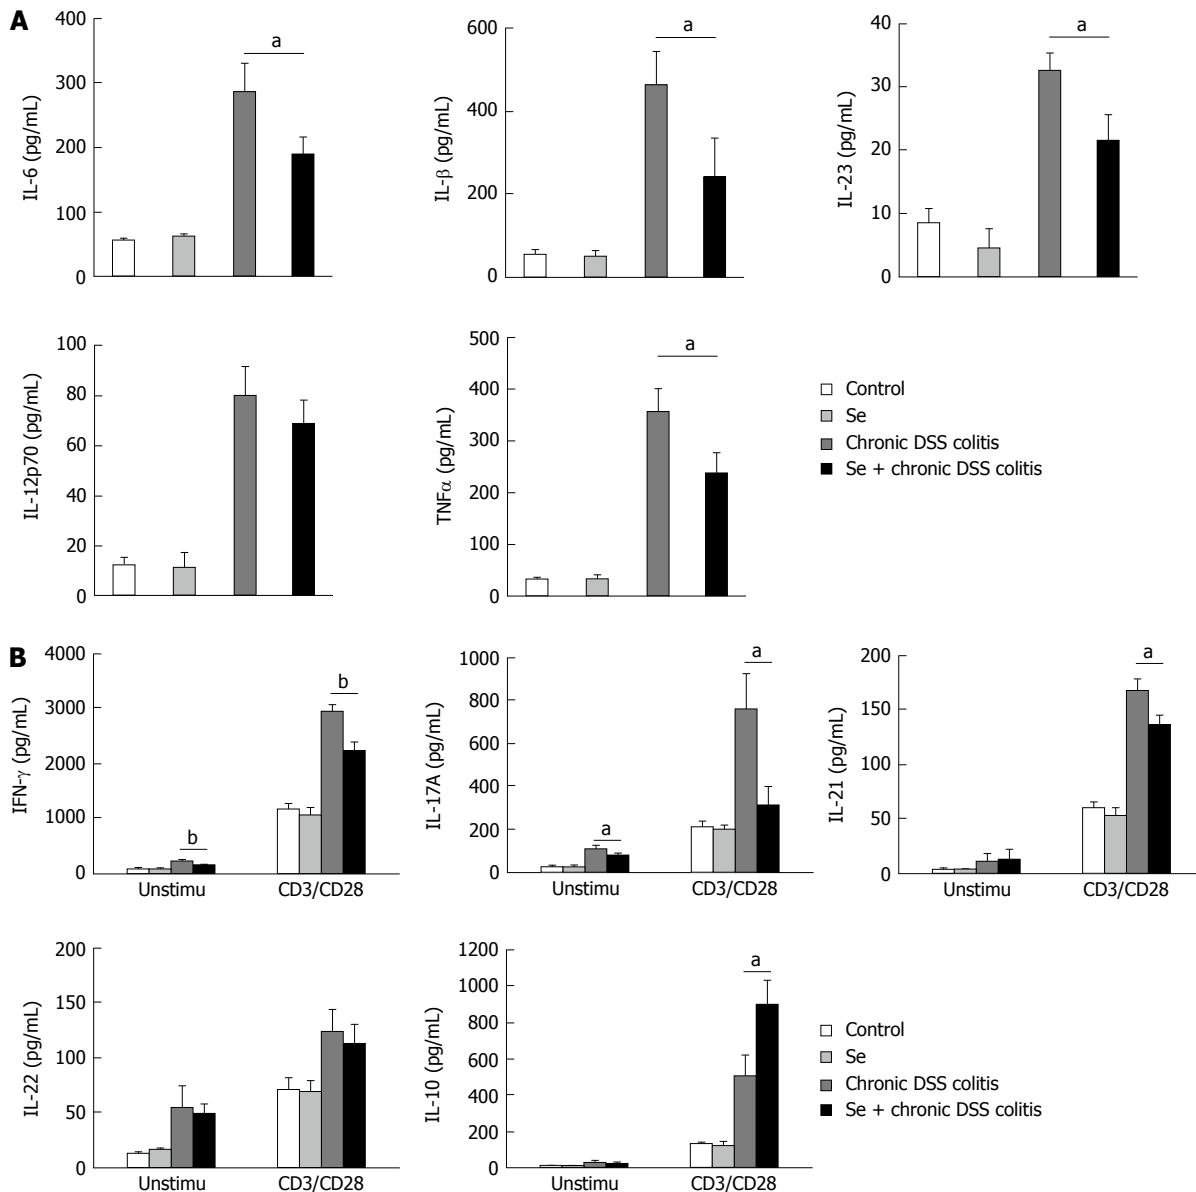 A
IL-6 (pg/mL)
400
300
200
100
0
a
IL-β (pg/mL)
600
400
200
0
a
IL-23 (pg/mL)
40
30
20
10
0
a
IL-12p70 (pg/mL)
100
80
60
40
20
0
TNFα (pg/mL)
500
400
300
200
100
0
a
Control
Se
Chronic DSS colitis
Se + chronic DSS colitis
B
IFN-γ (pg/mL)
4000
3000
2000
1000
0
b
b
Unstimu
CD3/CD28
IL-17A (pg/mL)
1000
800
600
400
200
0
a
a
Unstimu
CD3/CD28
IL-21 (pg/mL)
200
150
100
50
0
a
Unstimu
CD3/CD28
IL-22 (pg/mL)
200
150
100
50
0
Unstimu
CD3/CD28
IL-10 (pg/mL)
1200
1000
800
600
400
200
0
a
Unstimu
CD3/CD28
Control
Se
Chronic DSS colitis
Se + chronic DSS colitis